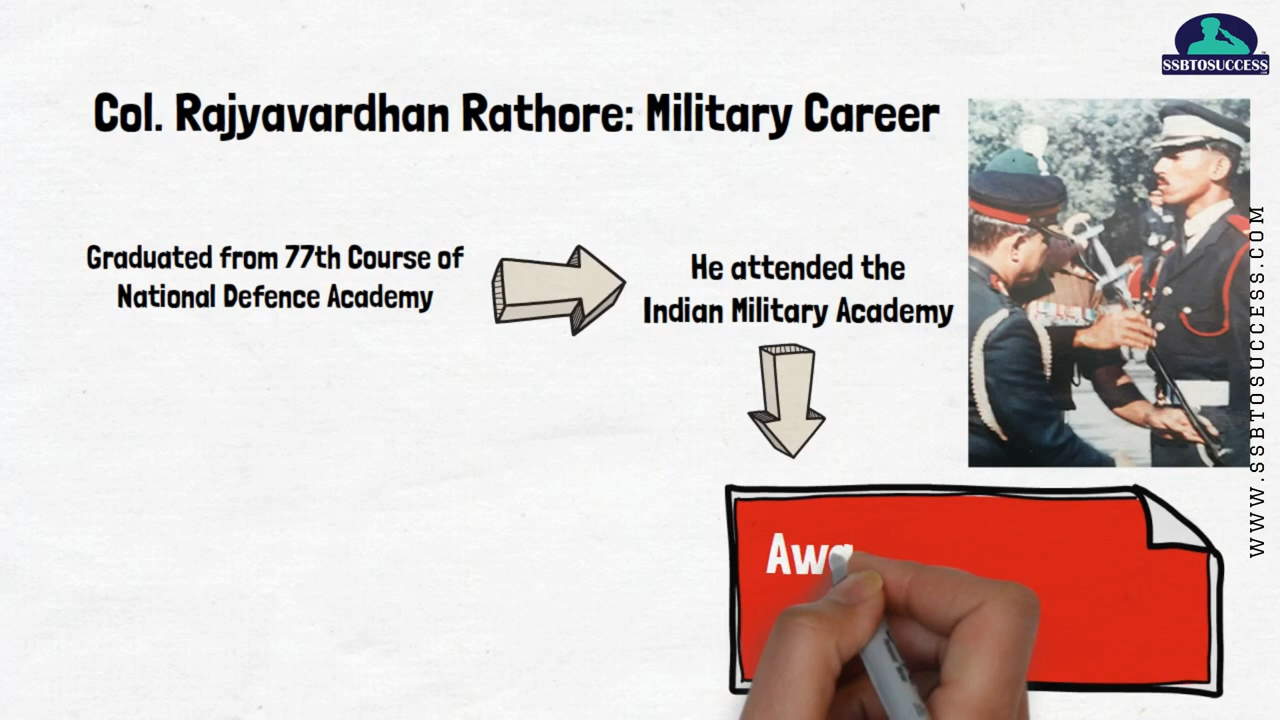 SSBTOSUCCESS
Col. Rajyavardhan Rathore: Military Career
Graduated from 77th Course of
National Defence Academy
He attended the
Indian Military Academy
WWW.SSBTOSUCCESS.COM
Awa